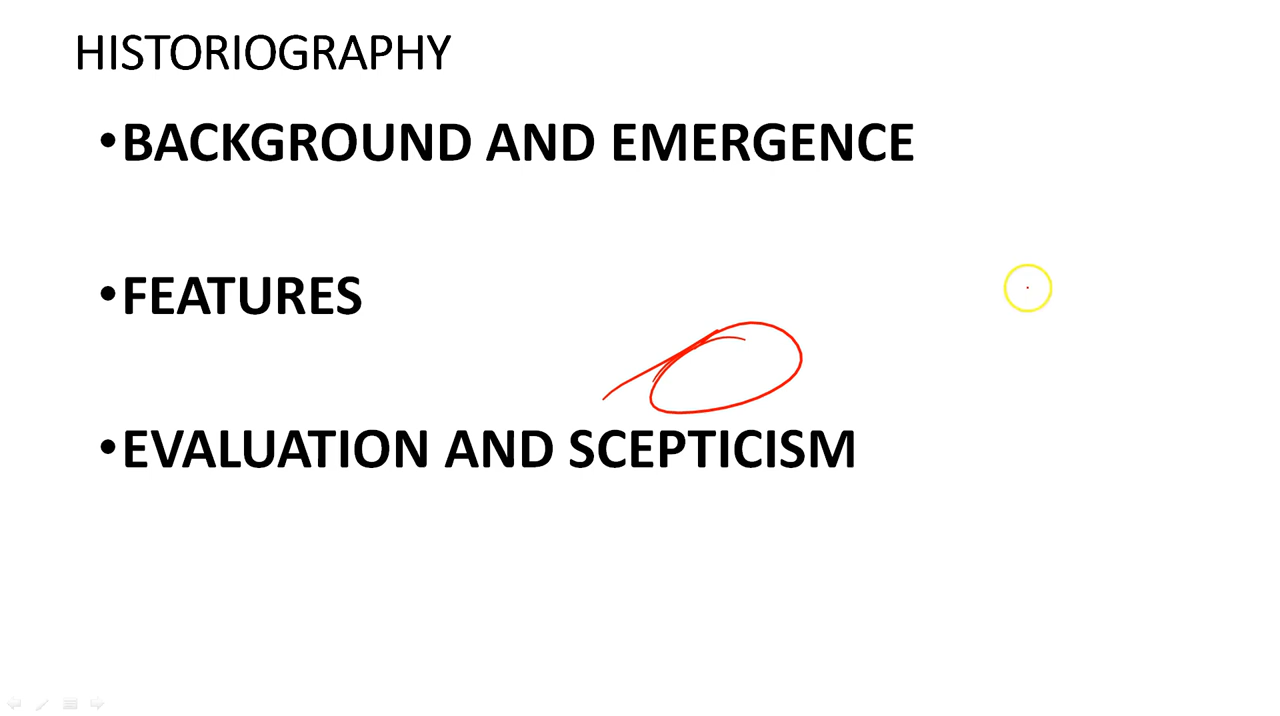 HISTORIOGRAPHY
•BACKGROUND AND EMERGENCE
•FEATURES
•EVALUATION AND SCEPTICISM